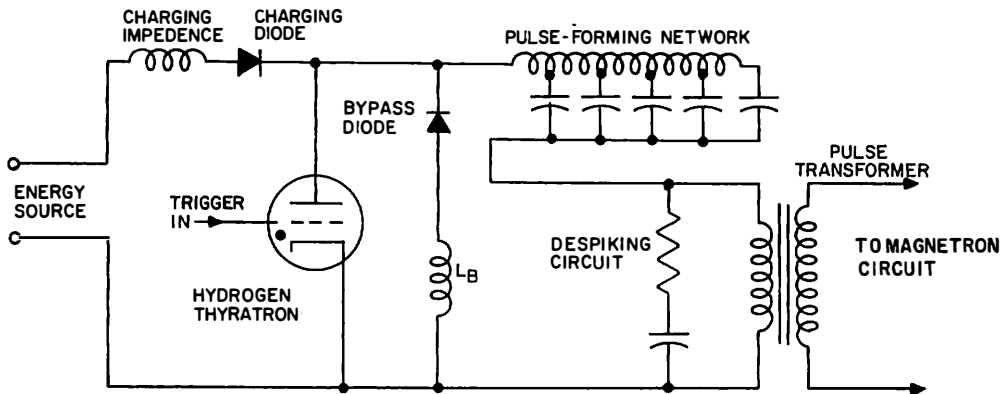 CHARGING
IMPEDENCE
CHARGING
DIODE
PULSE-FORMING NETWORK
BYPASS
DIODE
ENERGY
SOURCE
TRIGGER
IN
HYDROGEN
THYRATRON
LB
DESPIKING
CIRCUIT
PULSE
TRANSFORMER
TO MAGNETRON
CIRCUIT